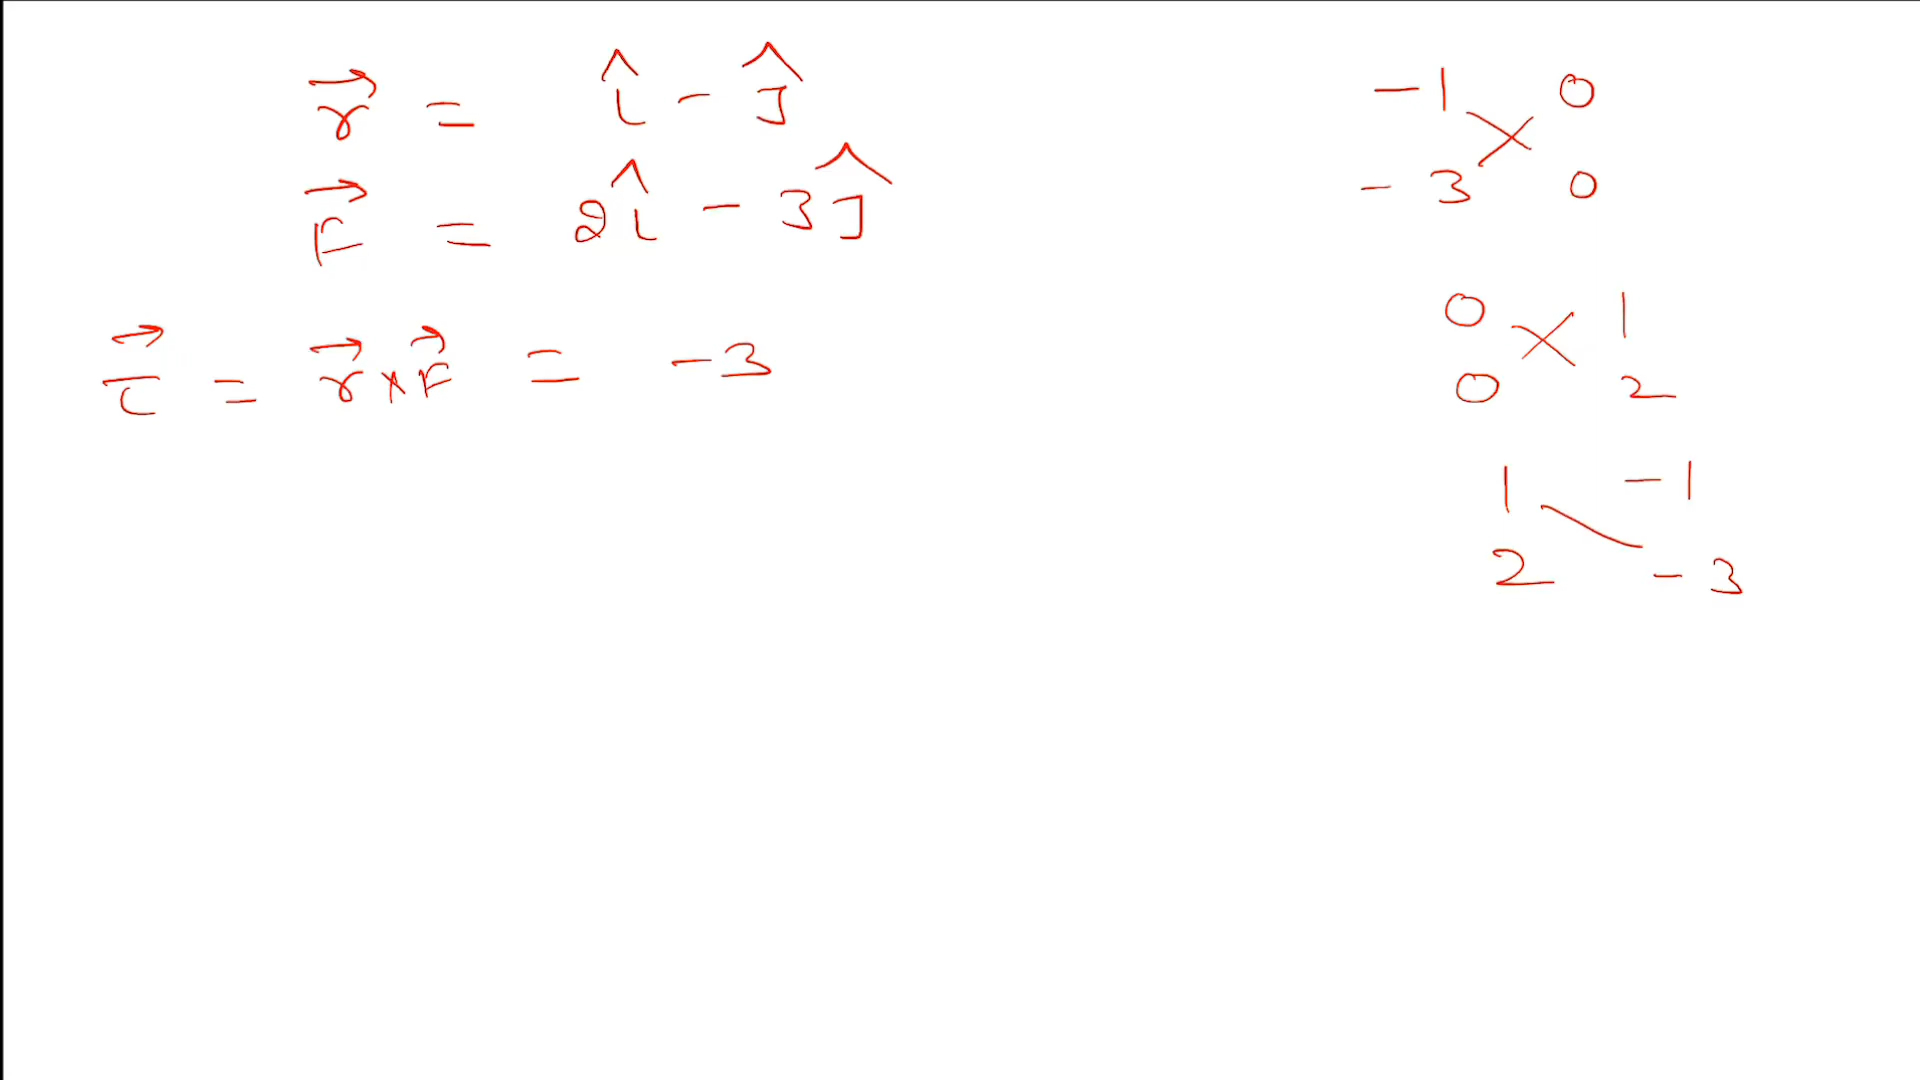 r⃗ = î - ĵ
F⃗ = 2î - 3ĵ
τ⃗ = r⃗ × F⃗ = -3
-1 0
-3 0
0 1
0 2
1 -1
2 -3